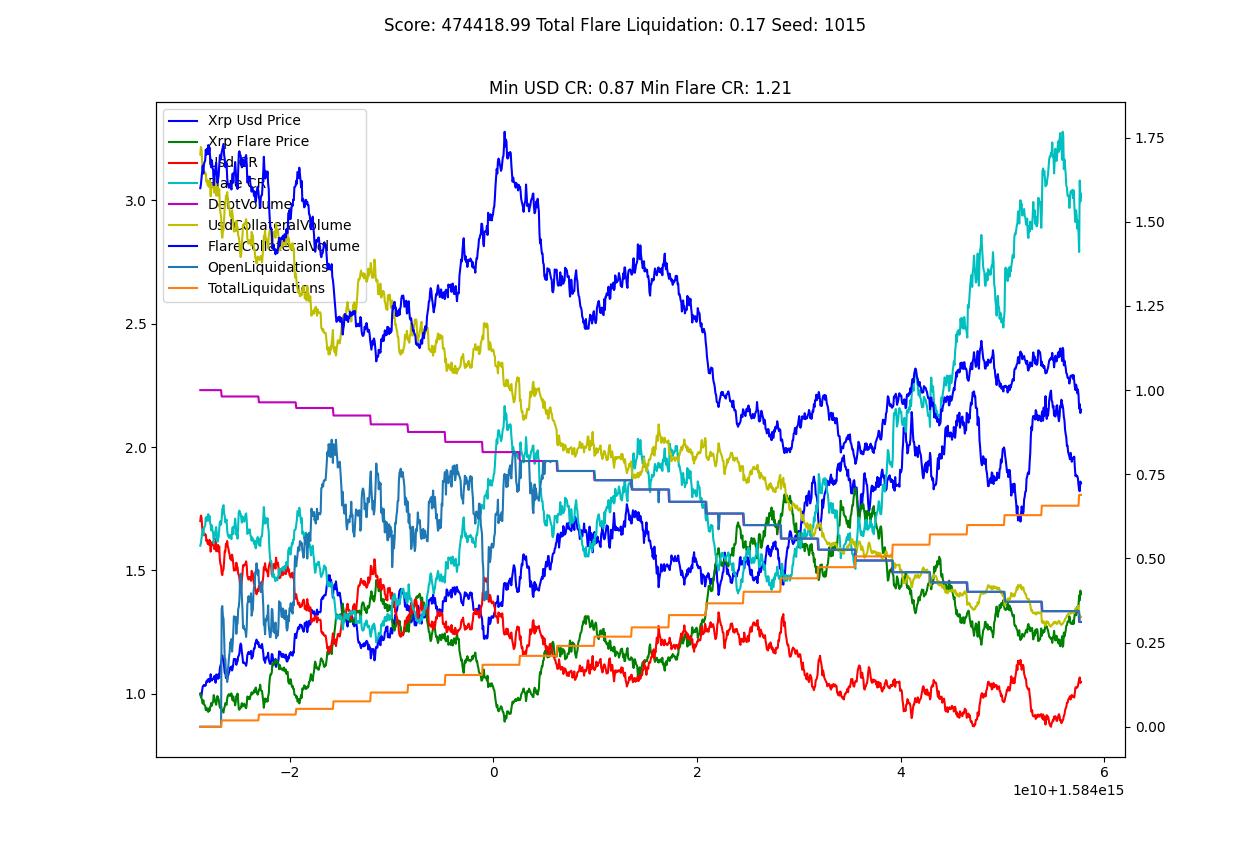 Score: 474418.99 Total Flare Liquidation: 0.17 Seed: 1015
Min USD CR: 0.87 Min Flare CR: 1.21
Xrp Usd Price
Xrp Flare Price
Usd CR
Flare CR
DebtVolume
UsdCollateralVolume
FlareCollateralVolume
OpenLiquidations
TotalLiquidations
3.0
2.5
2.0
1.5
1.0
1.75
1.50
1.25
1.00
0.75
0.50
0.25
0.00
−2
0
2
4
6
1e10+1.584e15